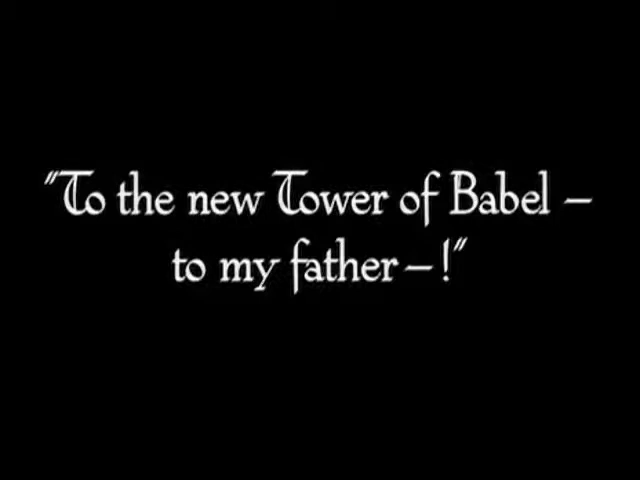 "To the new Tower of Babel —
to my father — !"